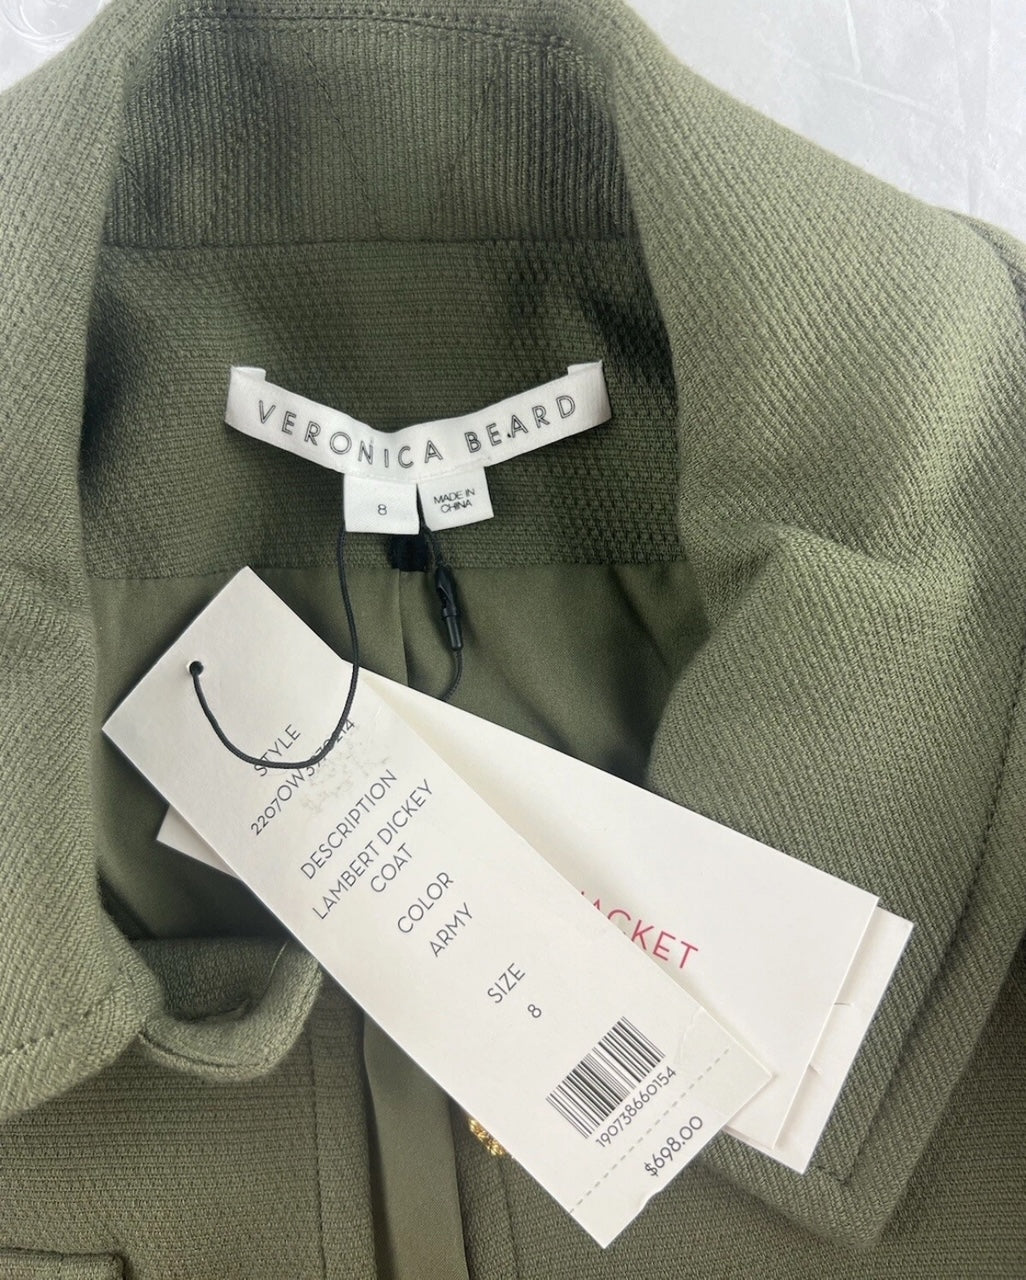 VERONICA BEARD
8
MADE IN
CHINA
STYLE
DESCRIPTION
LAMBERT DICKEY
COAT
COLOR
ARMY
SIZE
8
190738660154
$698.00
JACKET